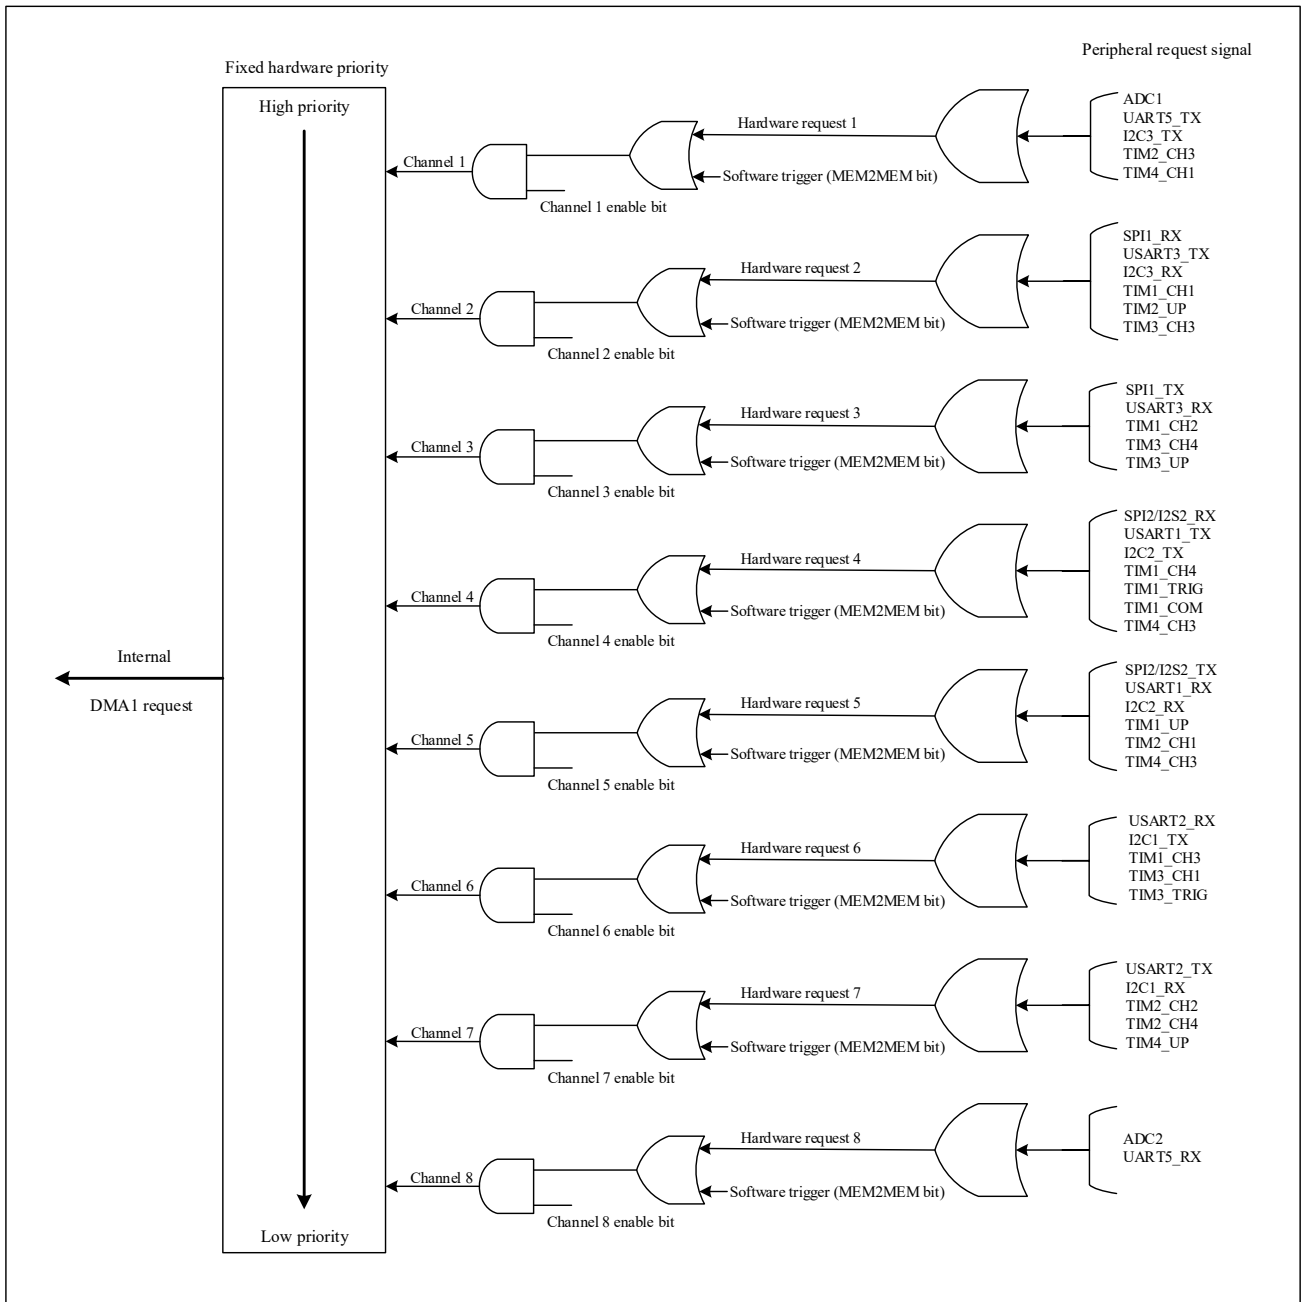 Peripheral request signal
Fixed hardware priority
High priority
ADC1
UART5_TX
I2C3_TX
TIM2_CH3
TIM4_CH1
Hardware request 1
Channel 1
Software trigger (MEM2MEM bit)
Channel 1 enable bit
SPI1_RX
USART3_TX
I2C3_RX
TIM1_CH1
TIM2_UP
TIM3_CH3
Hardware request 2
Channel 2
Software trigger (MEM2MEM bit)
Channel 2 enable bit
SPI1_TX
USART3_RX
TIM1_CH2
TIM3_CH4
TIM3_UP
Hardware request 3
Channel 3
Software trigger (MEM2MEM bit)
Channel 3 enable bit
SPI2/I2S2_RX
USART1_TX
I2C2_TX
TIM1_CH4
TIM1_TRIG
TIM1_COM
TIM4_CH3
Hardware request 4
Channel 4
Software trigger (MEM2MEM bit)
Channel 4 enable bit
Internal
DMA1 request
SPI2/I2S2_TX
USART1_RX
I2C2_RX
TIM1_UP
TIM2_CH1
TIM4_CH3
Hardware request 5
Channel 5
Software trigger (MEM2MEM bit)
Channel 5 enable bit
USART2_RX
I2C1_TX
TIM1_CH3
TIM3_CH1
TIM3_TRIG
Hardware request 6
Channel 6
Software trigger (MEM2MEM bit)
Channel 6 enable bit
USART2_TX
I2C1_RX
TIM2_CH2
TIM2_CH4
TIM4_UP
Hardware request 7
Channel 7
Software trigger (MEM2MEM bit)
Channel 7 enable bit
ADC2
UART5_RX
Hardware request 8
Channel 8
Software trigger (MEM2MEM bit)
Channel 8 enable bit
Low priority